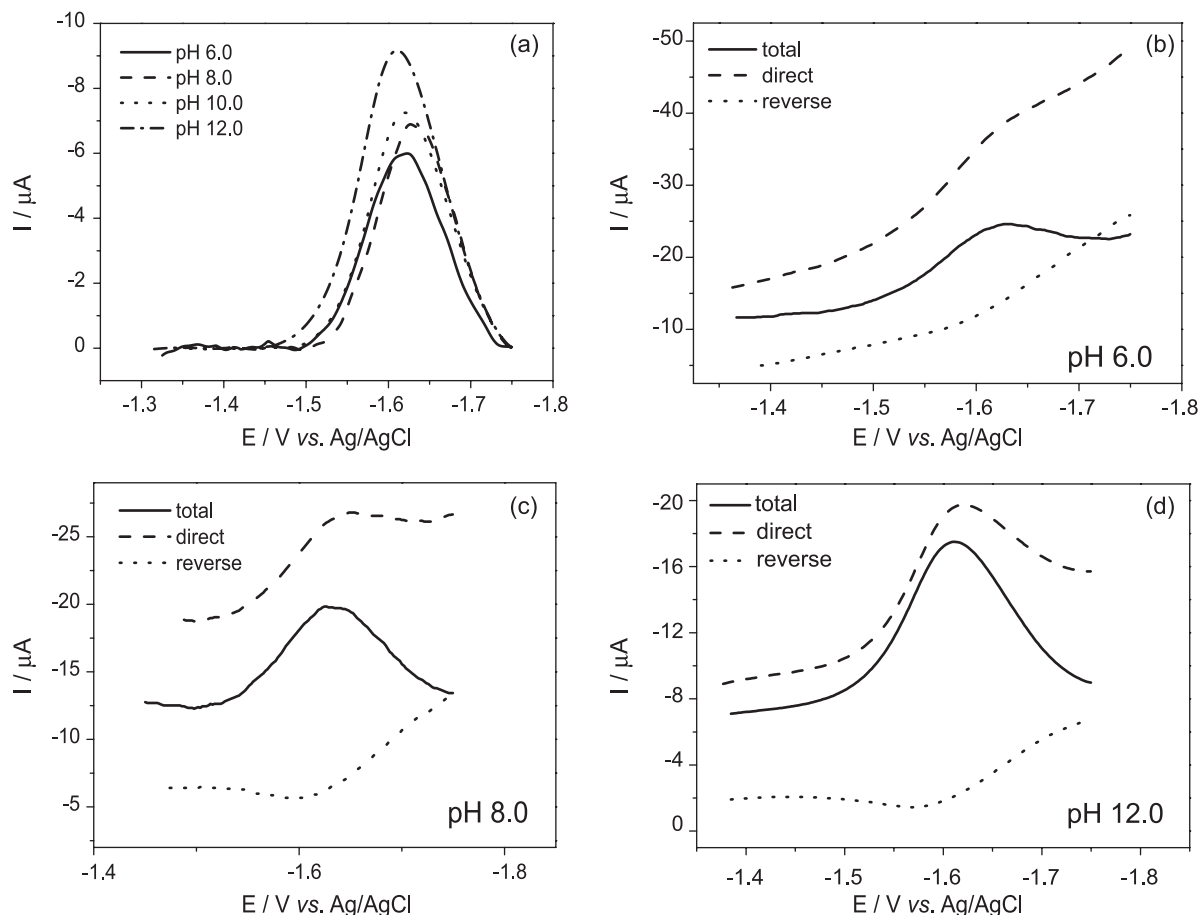 (a)
pH 6.0
pH 8.0
pH 10.0
pH 12.0
-10
-8
-6
-4
-2
0
I / µA
-1.3 -1.4 -1.5 -1.6 -1.7 -1.8
E / V vs. Ag/AgCl
(b)
total
direct
reverse
-50
-40
-30
-20
-10
I / µA
pH 6.0
-1.4 -1.5 -1.6 -1.7 -1.8
E / V vs. Ag/AgCl
(c)
total
direct
reverse
-25
-20
-15
-10
-5
I / µA
pH 8.0
-1.4 -1.5 -1.6 -1.7 -1.8
E / V vs. Ag/AgCl
(d)
total
direct
reverse
-20
-16
-12
-8
-4
0
I / µA
pH 12.0
-1.4 -1.5 -1.6 -1.7 -1.8
E / V vs. Ag/AgCl